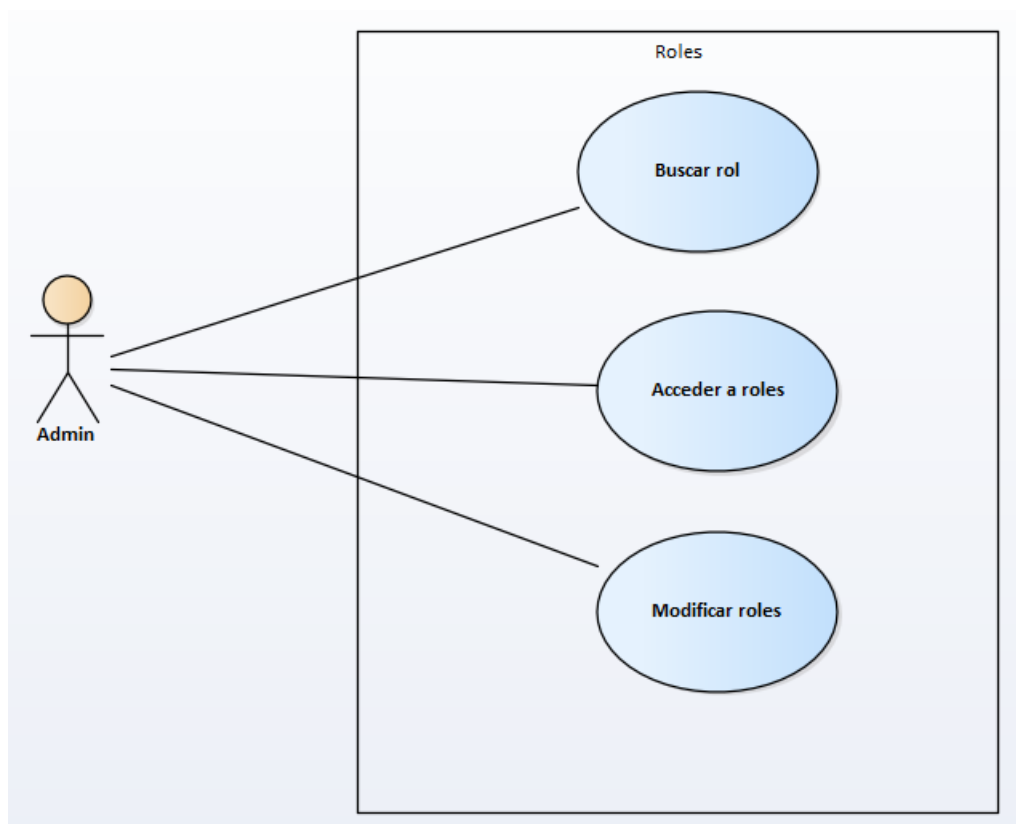 Roles
Buscar rol
Acceder a roles
Admin
Modificar roles